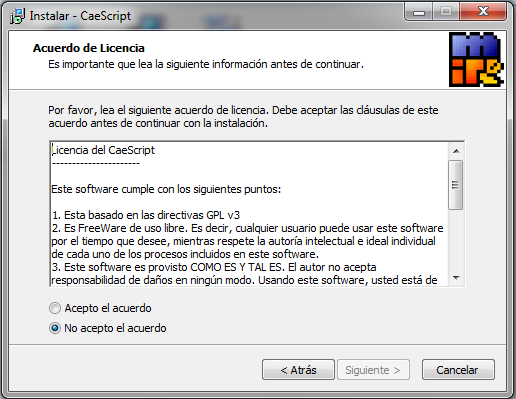 Instalar - CaeScript
Acuerdo de Licencia
Es importante que lea la siguiente información antes de continuar.
Por favor, lea el siguiente acuerdo de licencia. Debe aceptar las cláusulas de este
acuerdo antes de continuar con la instalación.
Licencia del CaeScript
----------------------
Este software cumple con los siguientes puntos:
1. Esta basado en las directivas GPL v3
2. Es FreeWare de uso libre. Es decir, cualquier usuario puede usar este software
por el tiempo que desee, mientras respete la autoría intelectual e ideal individual
de cada uno de los procesos incluidos en este software.
3. Este software es provisto COMO ES Y TAL ES. El autor no acepta
responsabilidad de daños en ningún modo. Usando este software, usted está de
Acepto el acuerdo
No acepto el acuerdo
< Atrás
Siguiente >
Cancelar